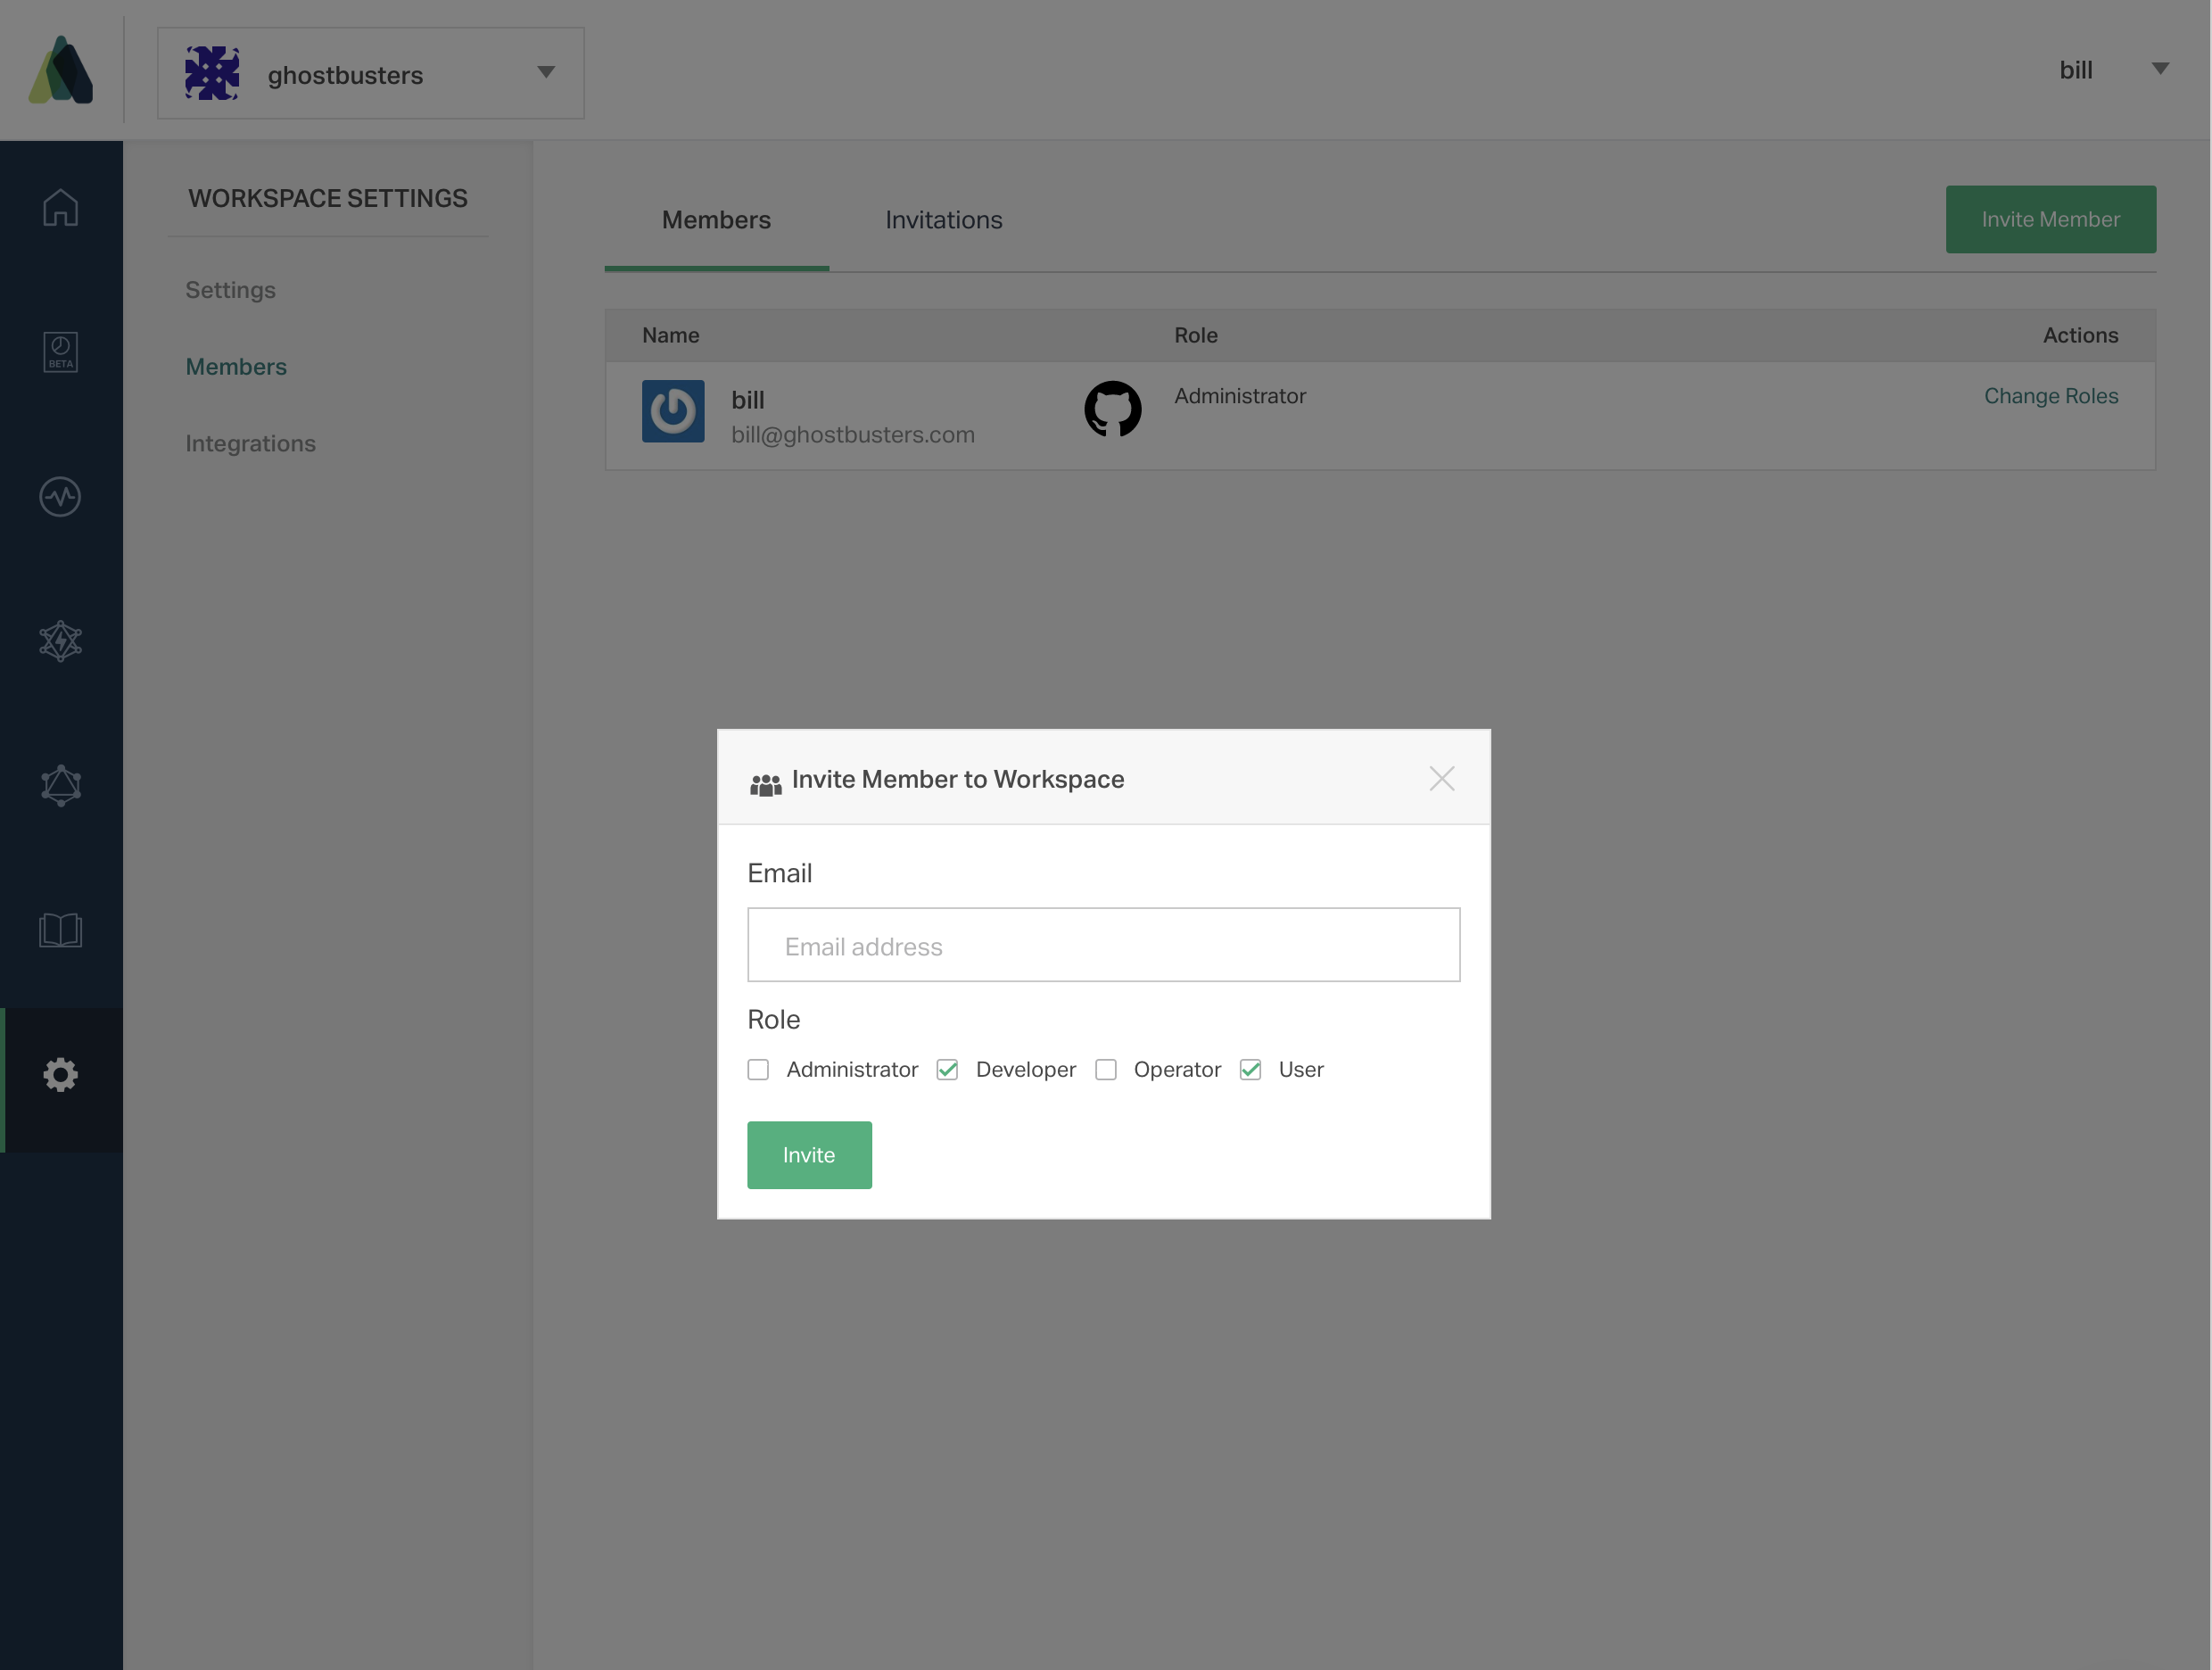 ghostbusters
bill
WORKSPACE SETTINGS
Settings
Members
Integrations
BETA
Members
Invitations
Invite Member
Name
Role
Actions
bill
bill@ghostbusters.com
Administrator
Change Roles
Invite Member to Workspace
Email
Email address
Role
Administrator Developer Operator User
Invite